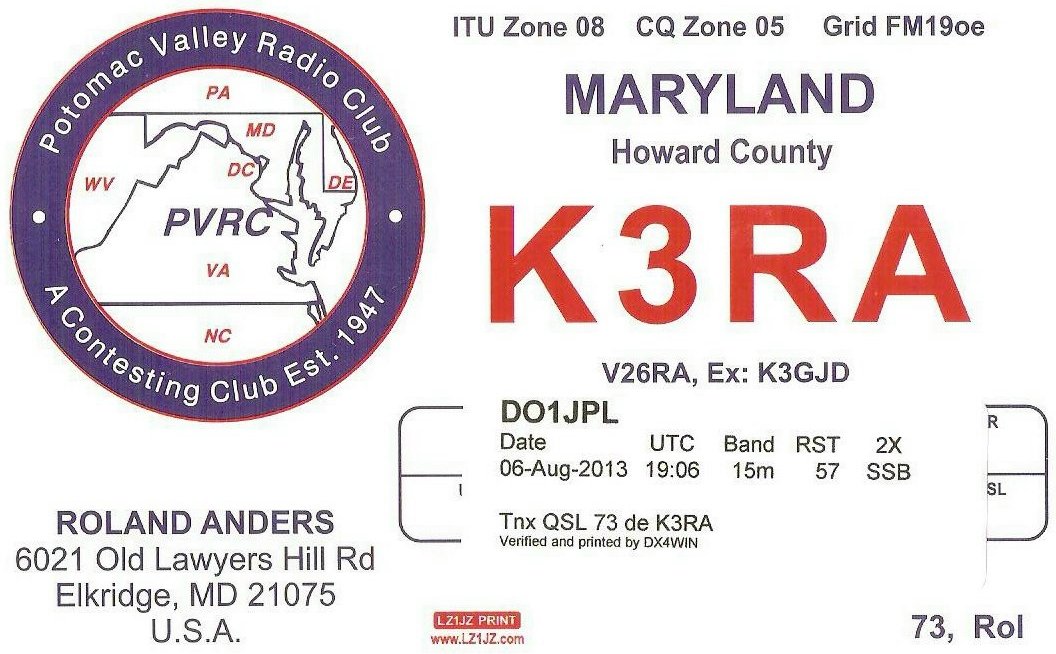 Potomac Valley Radio Club
PA
MD
DC
WV
DE
PVRC
VA
NC
A Contesting Club Est. 1947
ITU Zone 08 CQ Zone 05 Grid FM19oe
MARYLAND
Howard County
K3RA
V26RA, Ex: K3GJD
DO1JPL
Date UTC Band RST 2X
06-Aug-2013 19:06 15m 57 SSB
Tnx QSL 73 de K3RA
Verified and printed by DX4WIN
R
SL
ROLAND ANDERS
6021 Old Lawyers Hill Rd
Elkridge, MD 21075
U.S.A.
LZ1JZ PRINT
www.LZ1JZ.com
73, Rol